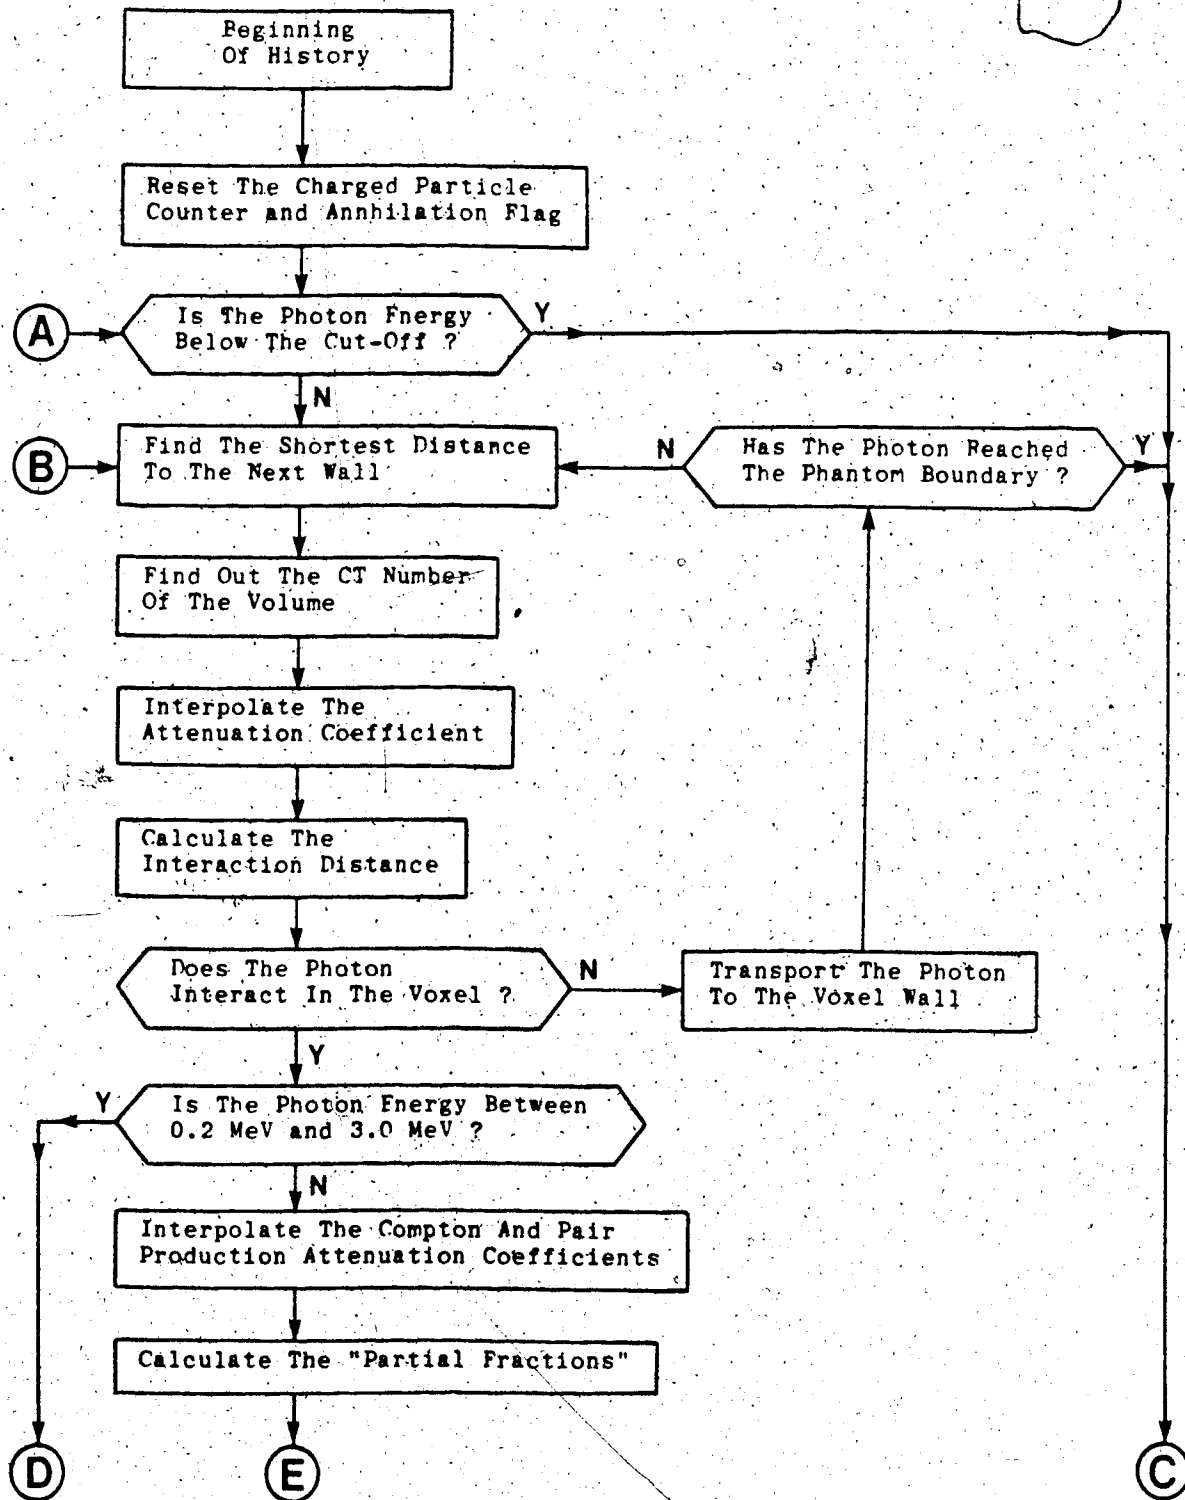 Beginning
Of History
Reset The Charged Particle
Counter and Annhilation Flag
A
Is The Photon Energy
Below The Cut-Off ?
Y
N
B
Find The Shortest Distance
To The Next Wall
N
Has The Photon Reached
The Phantom Boundary ?
Y
Find Out The CT Number
Of The Volume
Interpolate The
Attenuation Coefficient
Calculate The
Interaction Distance
Does The Photon
Interact In The Voxel ?
N
Transport The Photon
To The Voxel Wall
Y
Y
Is The Photon Energy Between
0.2 MeV and 3.0 MeV ?
N
Interpolate The Compton And Pair
Production Attenuation Coefficients
Calculate The "Partial Fractions"
D
E
C